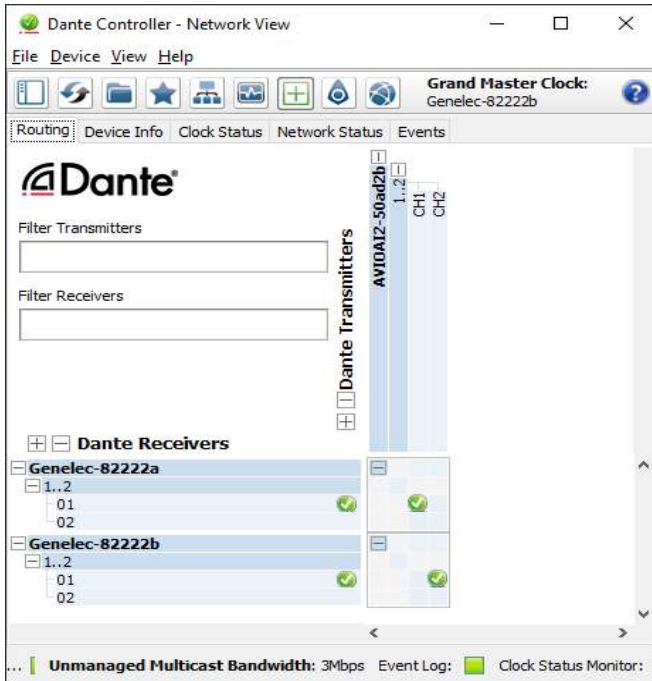 Dante Controller - Network View
File Device View Help
Grand Master Clock:
Genelec-82222b
Routing Device Info Clock Status Network Status Events
Dante®
Filter Transmitters
Filter Receivers
Dante Transmitters
AVIOAI2-50ad2b
1..2
CH1
CH2
Dante Receivers
Genelec-82222a
1..2
01
02
Genelec-82222b
1..2
01
02
... Unmanaged Multicast Bandwidth: 3Mbps Event Log: Clock Status Monitor: